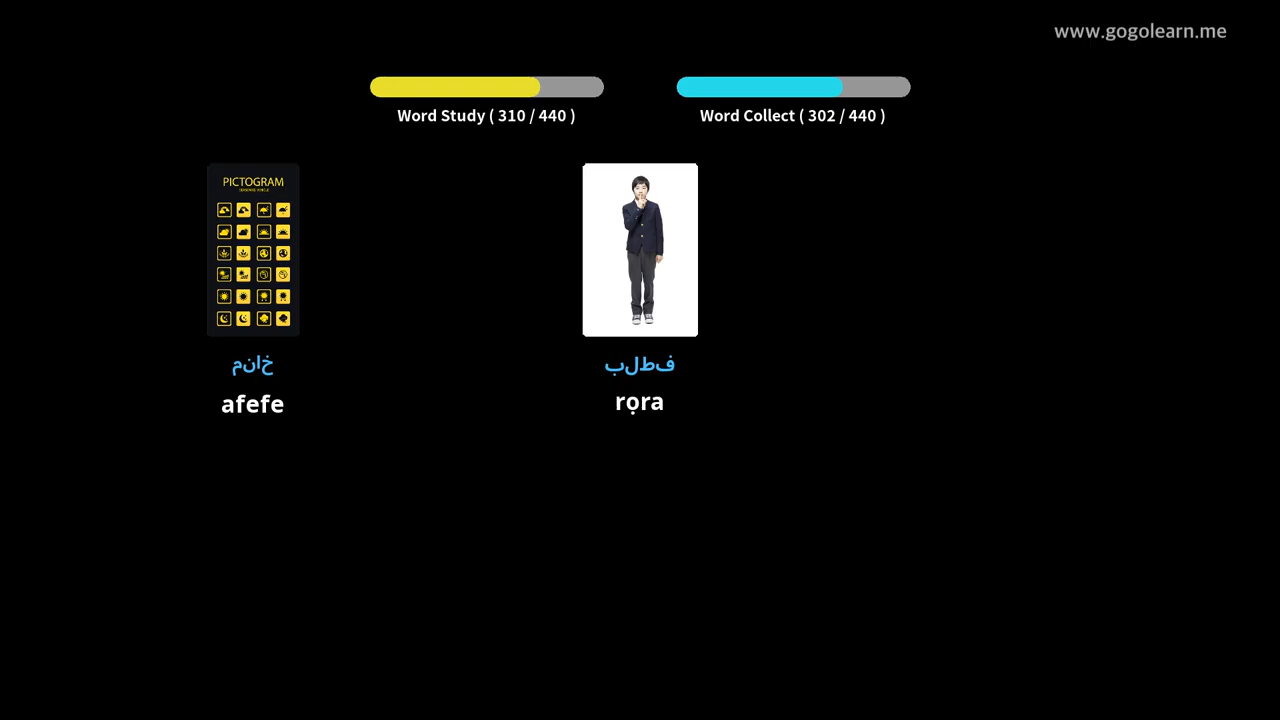 www.gogolearn.me
Word Study ( 310 / 440 )
Word Collect ( 302 / 440 )
PICTOGRAM
خانم
afefe
فطلب
rọra